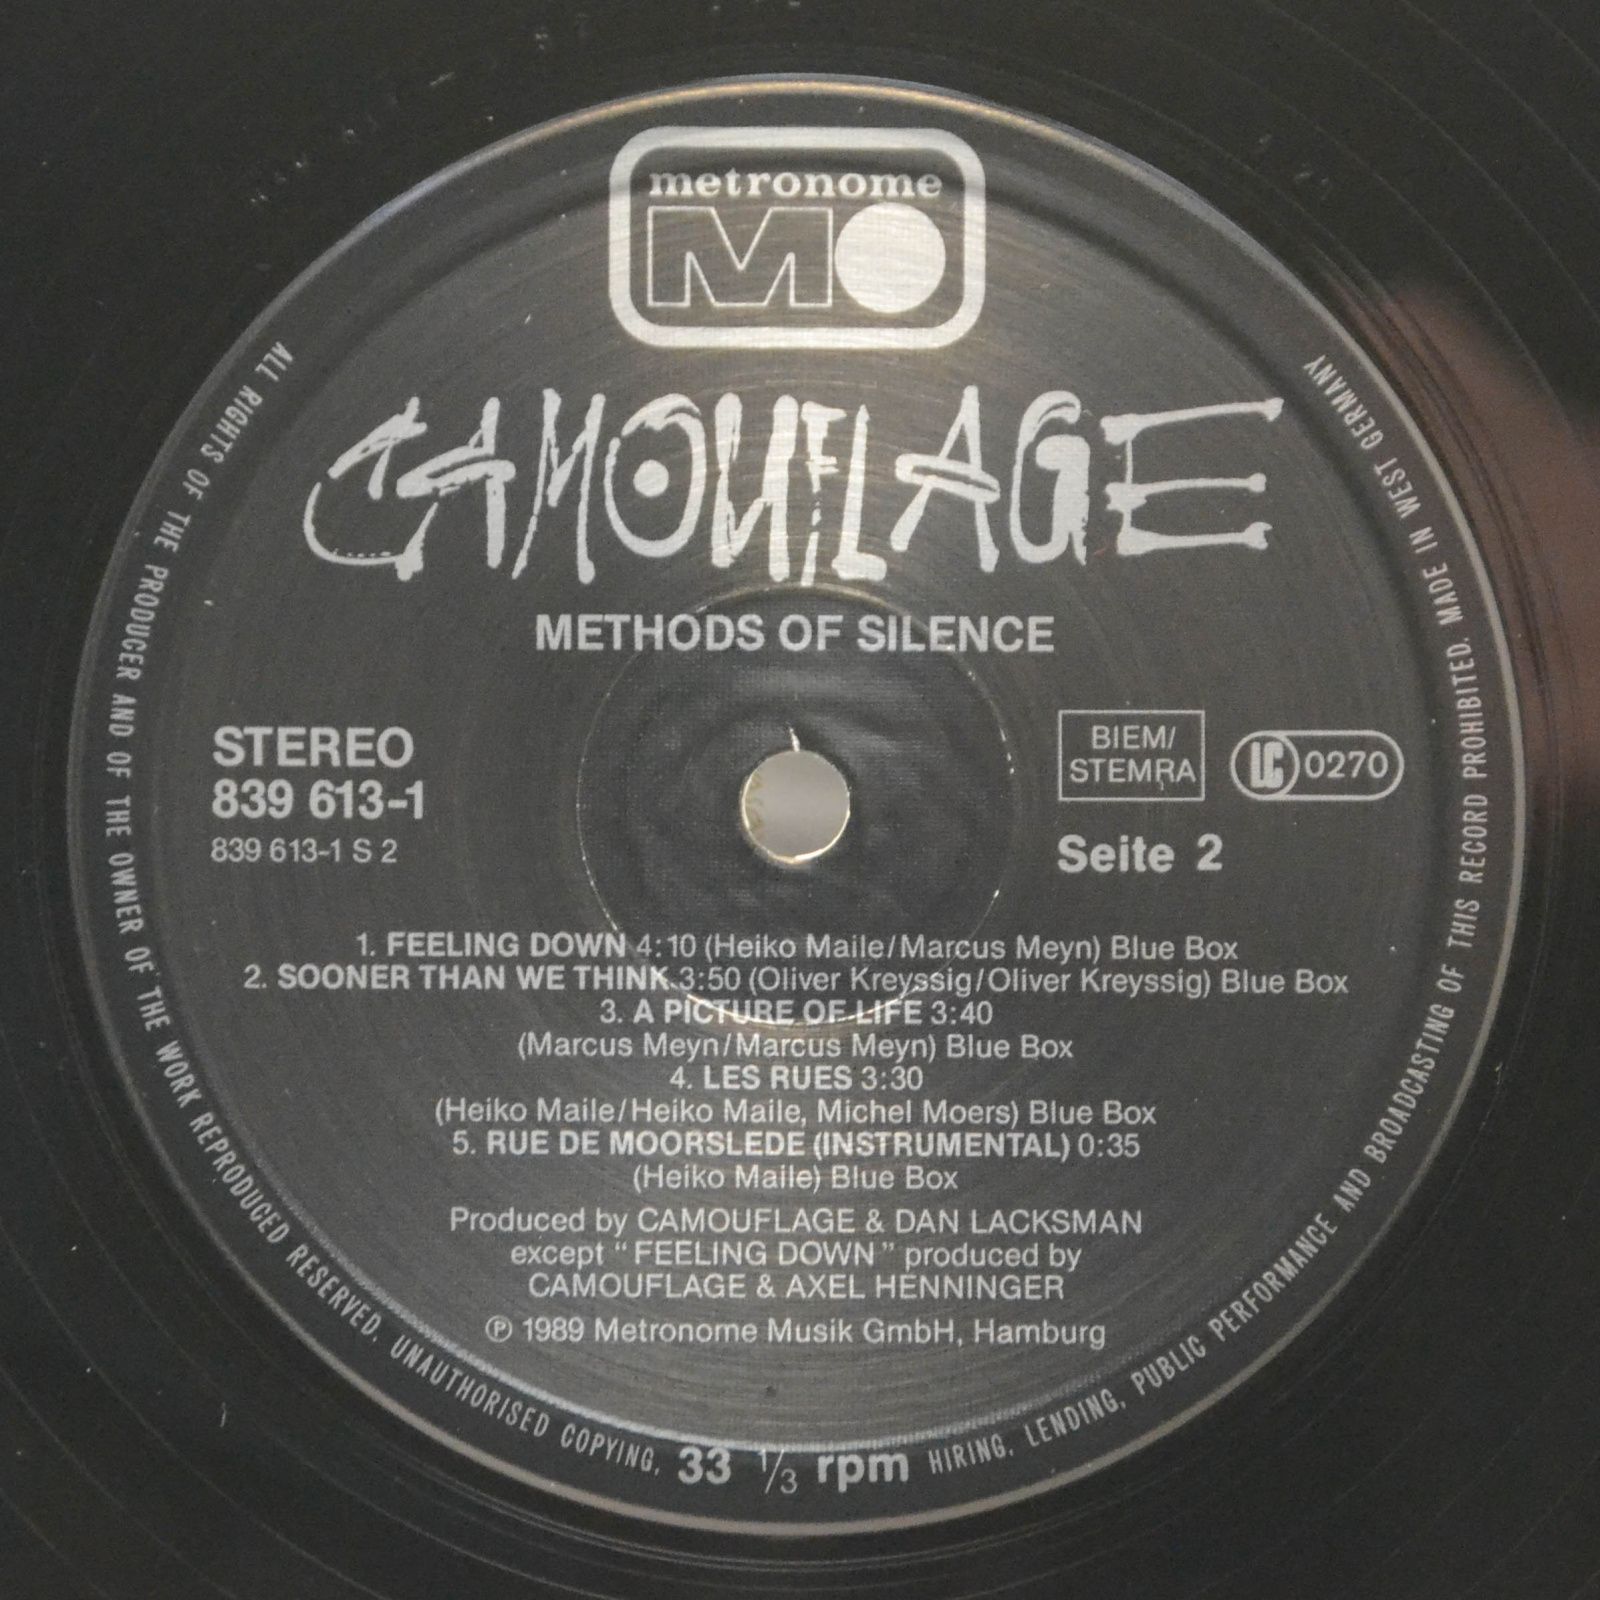 metronome
MO
CAMOUFLAGE
METHODS OF SILENCE
STEREO
839 613-1
839 613-1 S 2
BIEM/
STEMRA
LC 0270
Seite 2
1. FEELING DOWN 4:10 (Heiko Maile/Marcus Meyn) Blue Box
2. SOONER THAN WE THINK 3:50 (Oliver Kreyssig/Oliver Kreyssig) Blue Box
3. A PICTURE OF LIFE 3:40
(Marcus Meyn/Marcus Meyn) Blue Box
4. LES RUES 3:30
(Heiko Maile/Heiko Maile, Michel Moers) Blue Box
5. RUE DE MOORSLEDE (INSTRUMENTAL) 0:35
(Heiko Maile) Blue Box
Produced by CAMOUFLAGE & DAN LACKSMAN
except "FEELING DOWN" produced by
CAMOUFLAGE & AXEL HENNINGER
℗ 1989 Metronome Musik GmbH, Hamburg
33 1/3 rpm
ALL RIGHTS OF THE PRODUCER AND OF THE OWNER OF THE WORK REPRODUCED RESERVED. UNAUTHORISED COPYING, HIRING, LENDING, PUBLIC PERFORMANCE AND BROADCASTING OF THIS RECORD PROHIBITED. MADE IN WEST GERMANY